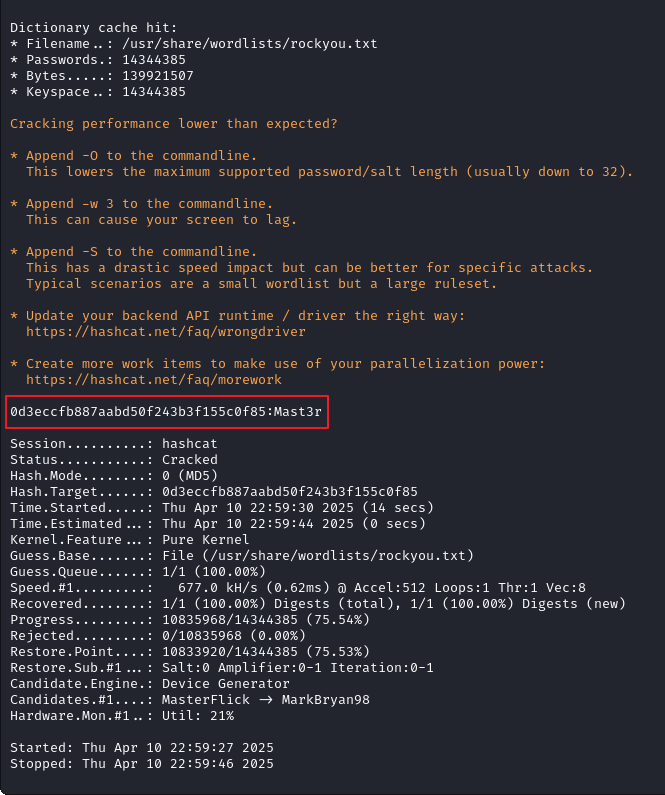 Dictionary cache hit:
* Filename..: /usr/share/wordlists/rockyou.txt
* Passwords.: 14344385
* Bytes.....: 139921507
* Keyspace..: 14344385
Cracking performance lower than expected?
* Append -O to the commandline.
This lowers the maximum supported password/salt length (usually down to 32).
* Append -w 3 to the commandline.
This can cause your screen to lag.
* Append -S to the commandline.
This has a drastic speed impact but can be better for specific attacks.
Typical scenarios are a small wordlist but a large ruleset.
* Update your backend API runtime / driver the right way:
https://hashcat.net/faq/wrongdriver
* Create more work items to make use of your parallelization power:
https://hashcat.net/faq/morework
0d3eccfb887aabd50f243b3f155c0f85:Mast3r
Session..........: hashcat
Status...........: Cracked
Hash.Mode........: 0 (MD5)
Hash.Target......: 0d3eccfb887aabd50f243b3f155c0f85
Time.Started.....: Thu Apr 10 22:59:30 2025 (14 secs)
Time.Estimated...: Thu Apr 10 22:59:44 2025 (0 secs)
Kernel.Feature...: Pure Kernel
Guess.Base.......: File (/usr/share/wordlists/rockyou.txt)
Guess.Queue......: 1/1 (100.00%)
Speed.#1.........:   677.0 kH/s (0.62ms) @ Accel:512 Loops:1 Thr:1 Vec:8
Recovered........: 1/1 (100.00%) Digests (total), 1/1 (100.00%) Digests (new)
Progress.........: 10835968/14344385 (75.54%)
Rejected.........: 0/10835968 (0.00%)
Restore.Point....: 10833920/14344385 (75.53%)
Restore.Sub.#1...: Salt:0 Amplifier:0-1 Iteration:0-1
Candidate.Engine.: Device Generator
Candidates.#1....: MasterFlick -> MarkBryan98
Hardware.Mon.#1..: Util: 21%
Started: Thu Apr 10 22:59:27 2025
Stopped: Thu Apr 10 22:59:46 2025